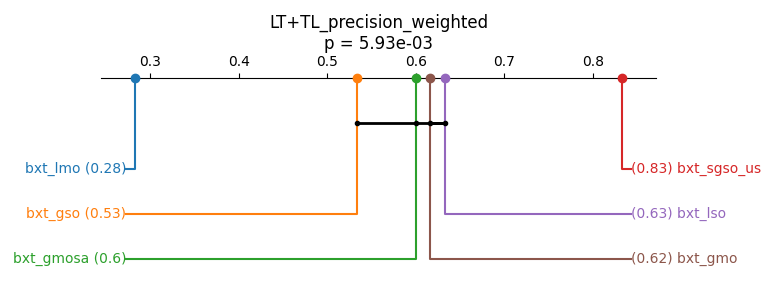 LT+TL_precision_weighted
p = 5.93e-03
0.3 0.4 0.5 0.6 0.7 0.8
bxt_lmo (0.28) (0.83) bxt_sgso_us
bxt_gso (0.53) (0.63) bxt_lso
bxt_gmosa (0.6) (0.62) bxt_gmo